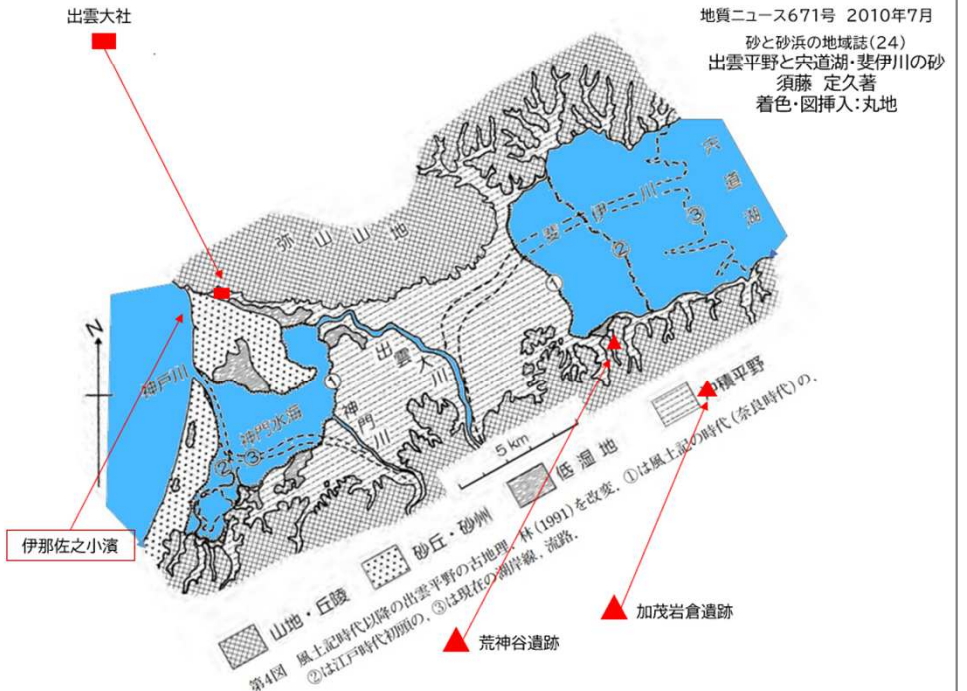 出雲大社
地質ニュース671号 2010年7月
砂と砂浜の地域誌(24)
出雲平野と宍道湖・斐伊川の砂
須藤 定久著
着色・図挿入:丸地
弥山山地
宍道湖
斐伊川
①
②
③
N
出雲大川
神戸川
神門水海
神門川
①
②
③
5 km
伊那佐之小濱
積平野
低湿地
砂丘・砂州
山地・丘陵
第4図 風土記時代以降の出雲平野の古地理. 林(1991)を改変. ①は風土記の時代(奈良時代)の,
②は江戸時代初頭の, ③は現在の湖岸線. 流路.
荒神谷遺跡
加茂岩倉遺跡